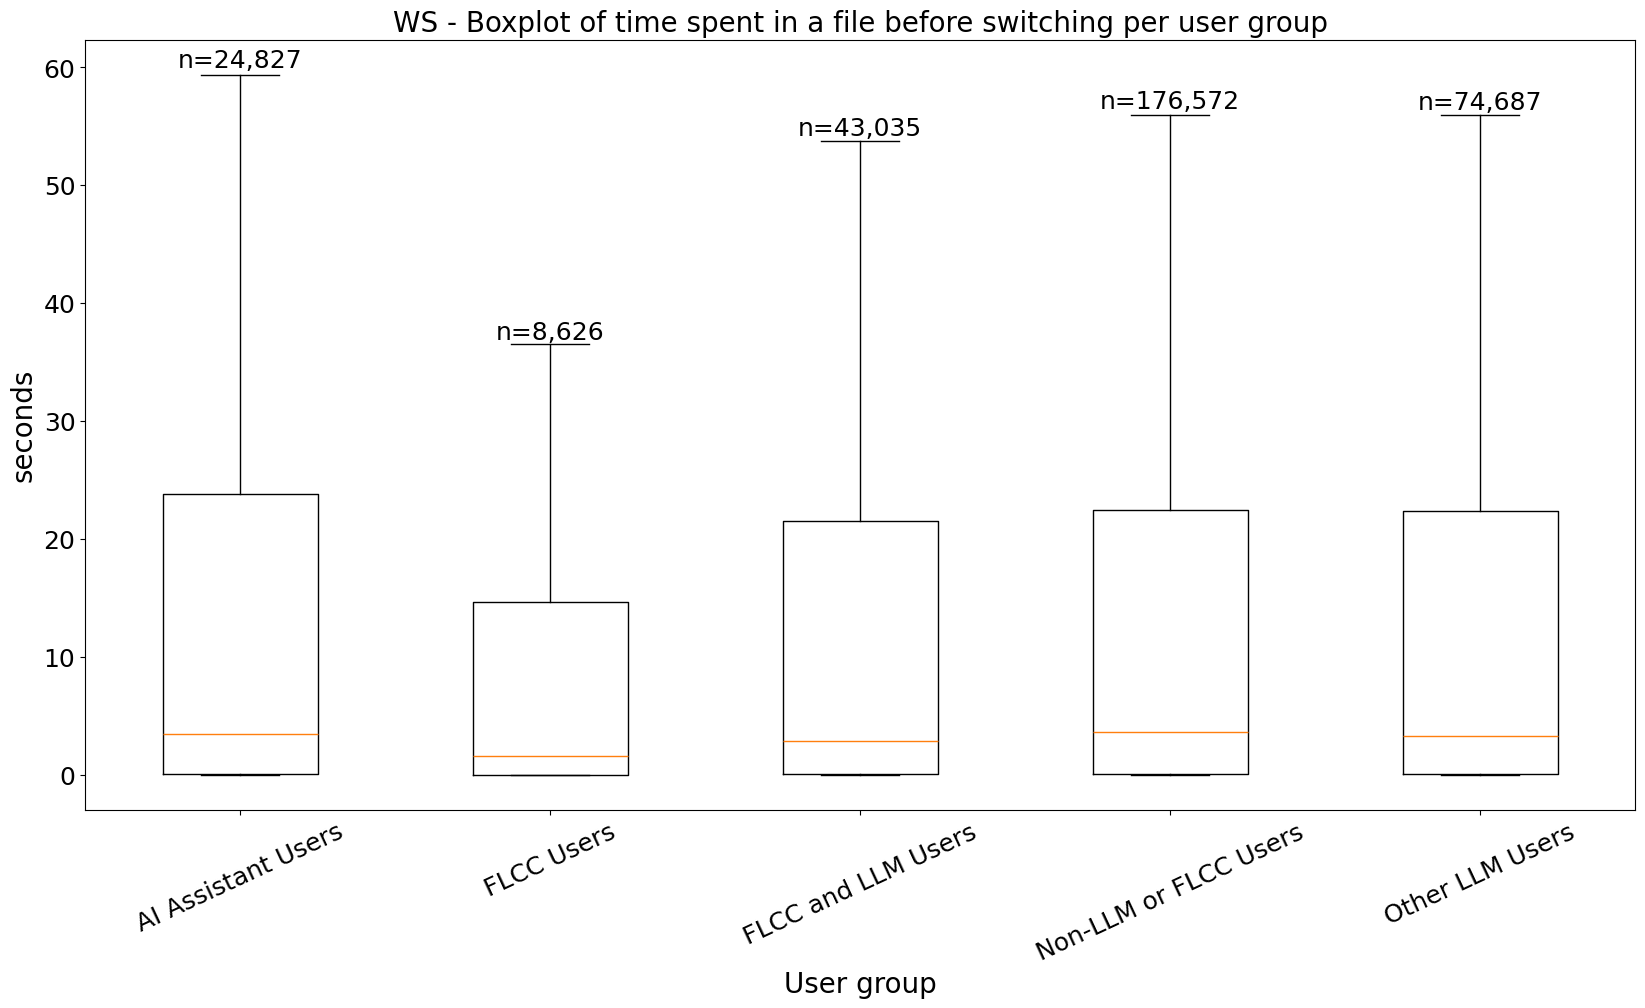 WS - Boxplot of time spent in a file before switching per user group
n=24,827
n=8,626
n=43,035
n=176,572
n=74,687
60
50
40
30
20
10
0
seconds
AI Assistant Users
FLCC Users
FLCC and LLM Users
Non-LLM or FLCC Users
Other LLM Users
User group